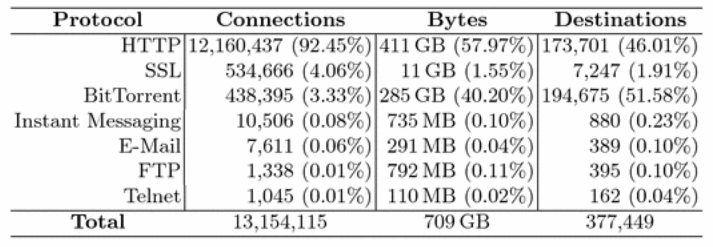 Protocol Connections Bytes Destinations
HTTP 12,160,437 (92.45%) 411 GB (57.97%) 173,701 (46.01%)
SSL 534,666 (4.06%) 11 GB (1.55%) 7,247 (1.91%)
BitTorrent 438,395 (3.33%) 285 GB (40.20%) 194,675 (51.58%)
Instant Messaging 10,506 (0.08%) 735 MB (0.10%) 880 (0.23%)
E-Mail 7,611 (0.06%) 291 MB (0.04%) 389 (0.10%)
FTP 1,338 (0.01%) 792 MB (0.11%) 395 (0.10%)
Telnet 1,045 (0.01%) 110 MB (0.02%) 162 (0.04%)
Total 13,154,115 709 GB 377,449